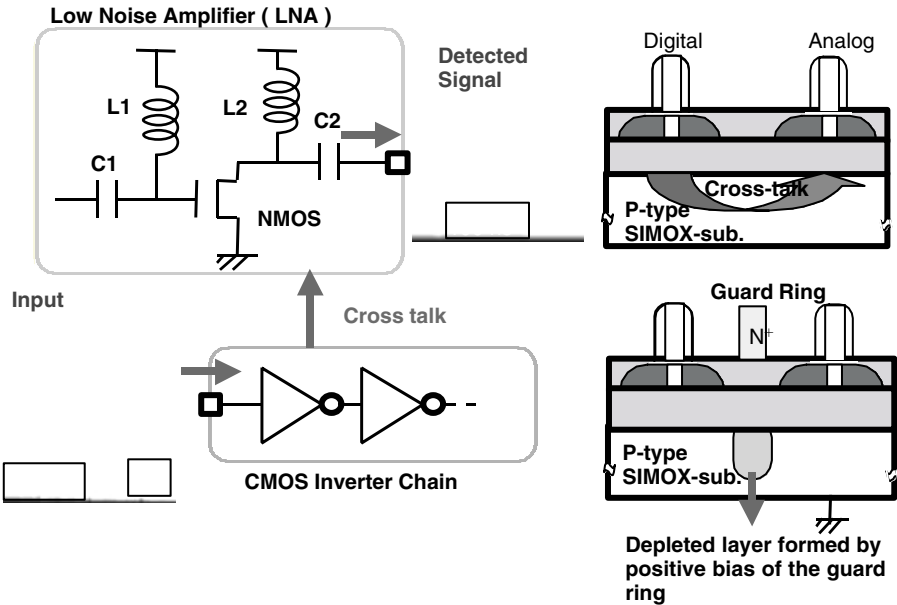 Low Noise Amplifier ( LNA )
Detected
Signal
L1
L2
C2
C1
NMOS
Input
Cross talk
CMOS Inverter Chain
Digital
Analog
Cross-talk
P-type
SIMOX-sub.
Guard Ring
N+
P-type
SIMOX-sub.
Depleted layer formed by
positive bias of the guard
ring